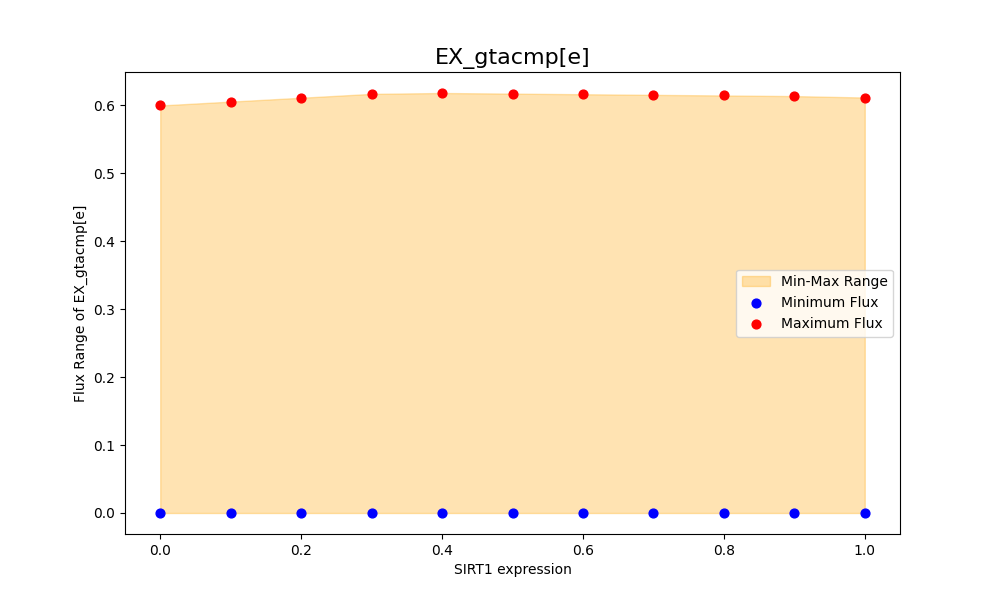 EX_gtacmp[e]
Flux Range of EX_gtacmp[e]
0.6
0.5
0.4
0.3
0.2
0.1
0.0
Min-Max Range
Minimum Flux
Maximum Flux
0.0 0.2 0.4 0.6 0.8 1.0
SIRT1 expression